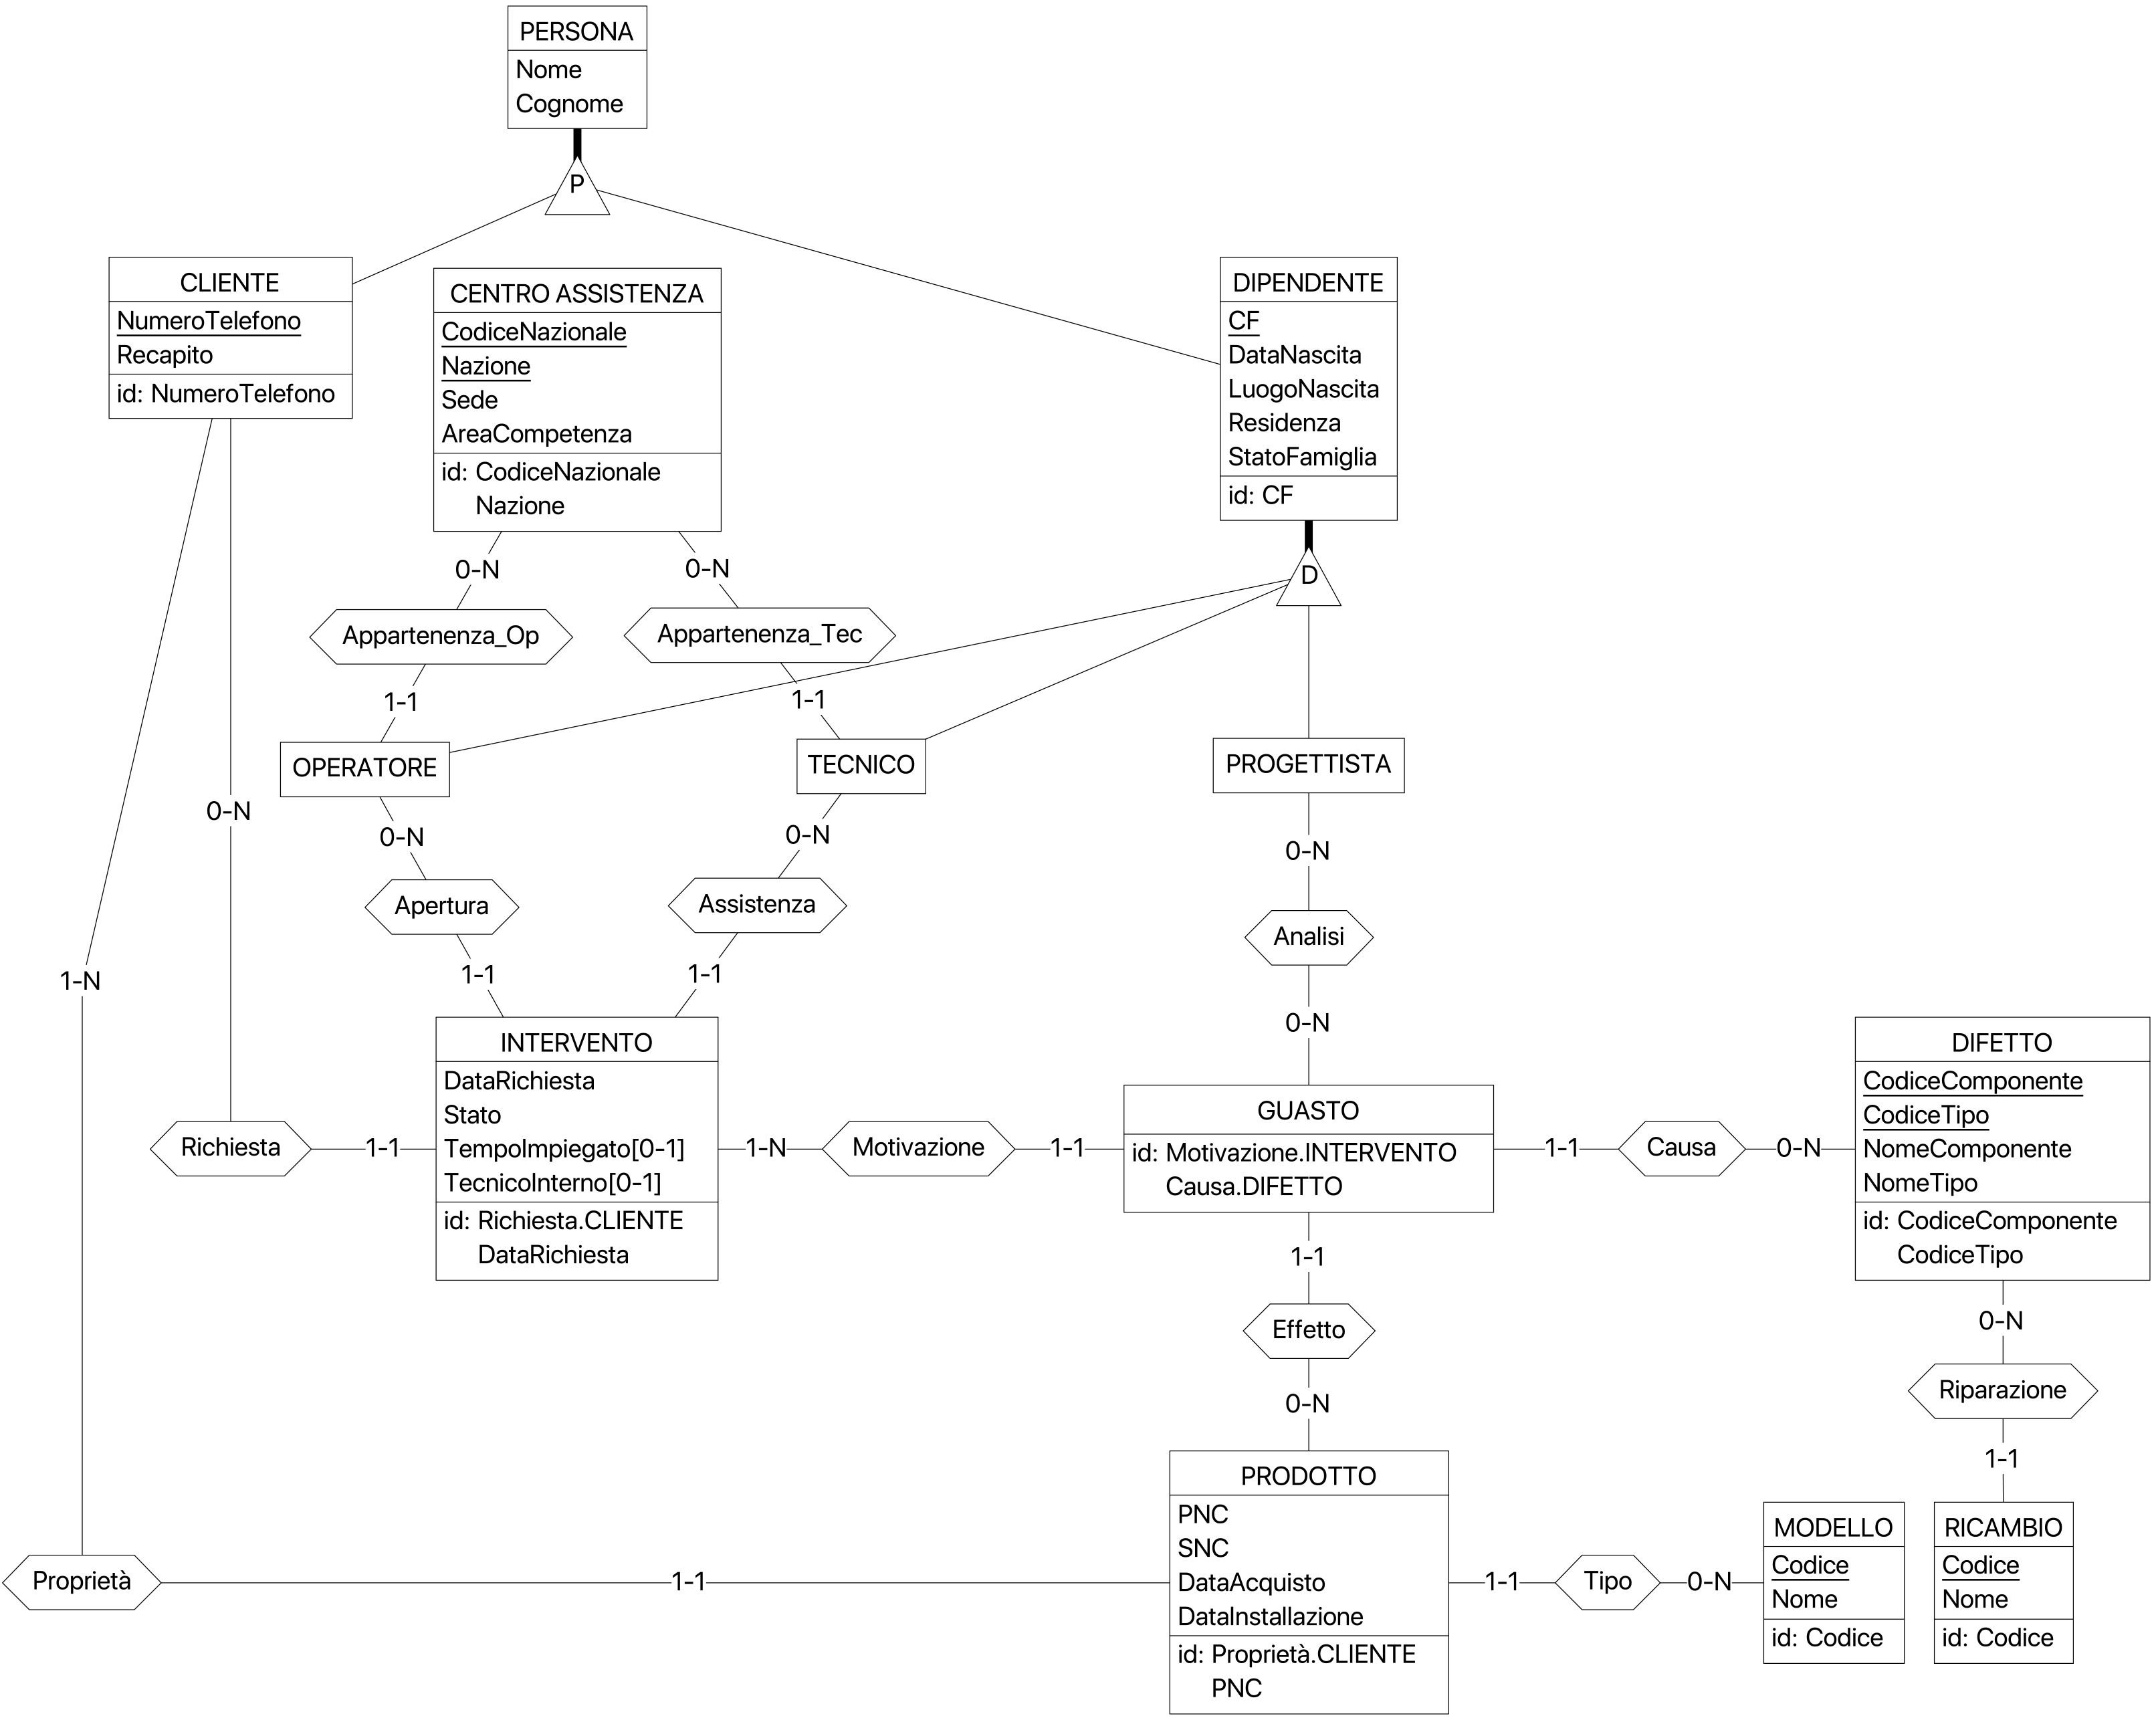 PERSONA
Nome
Cognome
P
CLIENTE
NumeroTelefono
Recapito
id: NumeroTelefono
CENTRO ASSISTENZA
CodiceNazionale
Nazione
Sede
AreaCompetenza
id: CodiceNazionale
Nazione
DIPENDENTE
CF
DataNascita
LuogoNascita
Residenza
StatoFamiglia
id: CF
D
0-N
0-N
Appartenenza_Op
Appartenenza_Tec
1-1
1-1
OPERATORE
TECNICO
PROGETTISTA
0-N
0-N
0-N
0-N
Apertura
Assistenza
Analisi
1-N
1-1
1-1
0-N
INTERVENTO
DataRichiesta
Stato
TempoImpiegato[0-1]
TecnicoInterno[0-1]
id: Richiesta.CLIENTE
DataRichiesta
Richiesta
1-1
1-N
Motivazione
1-1
GUASTO
id: Motivazione.INTERVENTO
Causa.DIFETTO
1-1
Causa
0-N
DIFETTO
CodiceComponente
CodiceTipo
NomeComponente
NomeTipo
id: CodiceComponente
CodiceTipo
1-1
Effetto
0-N
0-N
Riparazione
1-1
PRODOTTO
PNC
SNC
DataAcquisto
DataInstallazione
id: Proprietà.CLIENTE
PNC
Proprietà
1-1
1-1
Tipo
0-N
MODELLO
Codice
Nome
id: Codice
RICAMBIO
Codice
Nome
id: Codice